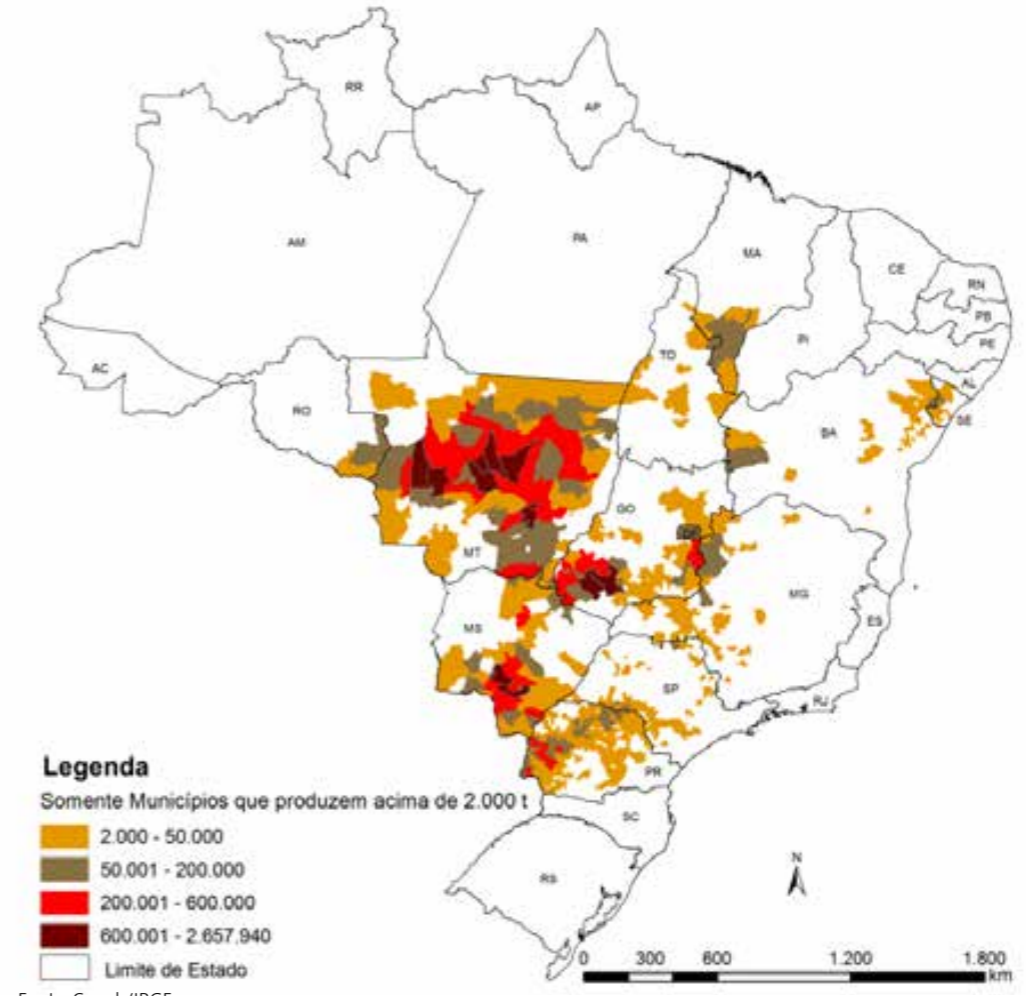 RR
AP
AM
PA
MA
CE
RN
PB
PE
AL
SE
PI
TO
AC
RO
BA
GO
DF
MT
MG
ES
MS
SP
RJ
PR
SC
RS
Legenda
Somente Municípios que produzem acima de 2.000 t
2.000 - 50.000
50.001 - 200.000
200.001 - 600.000
600.001 - 2.657.940
Limite de Estado
N
0 300 600 1.200 1.800
km